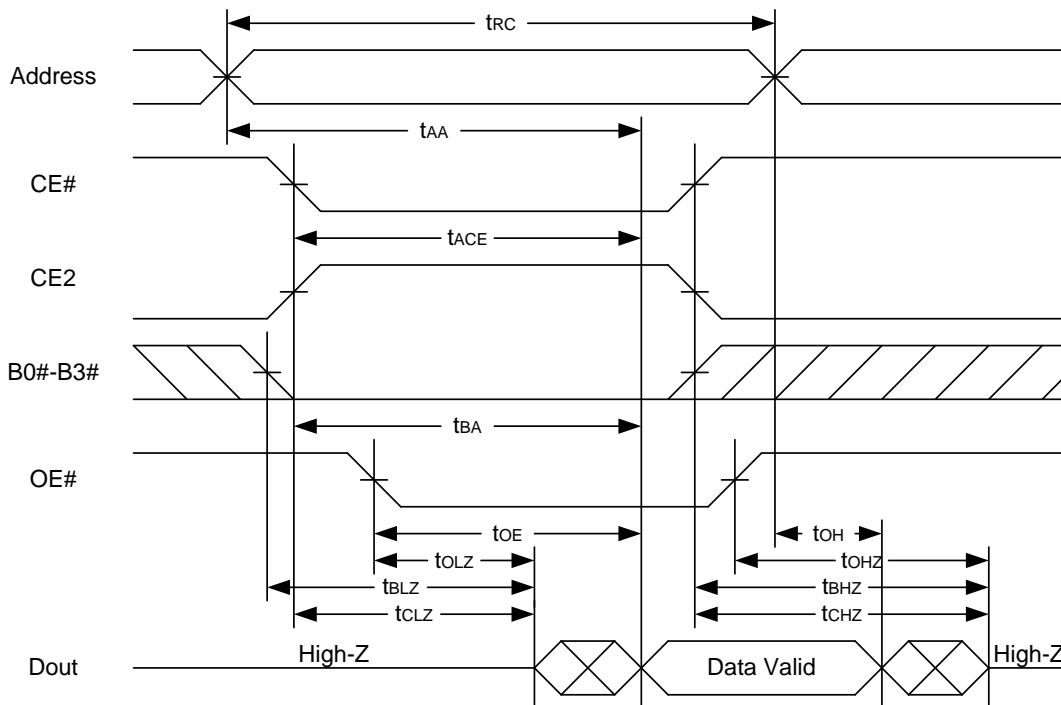 tRC
Address
tAA
CE#
tACE
CE2
B0#-B3#
tBA
OE#
tOE
tOH
tOLZ
tOHZ
tBLZ
tBHZ
tCLZ
tCHZ
Dout
High-Z
Data Valid
High-Z